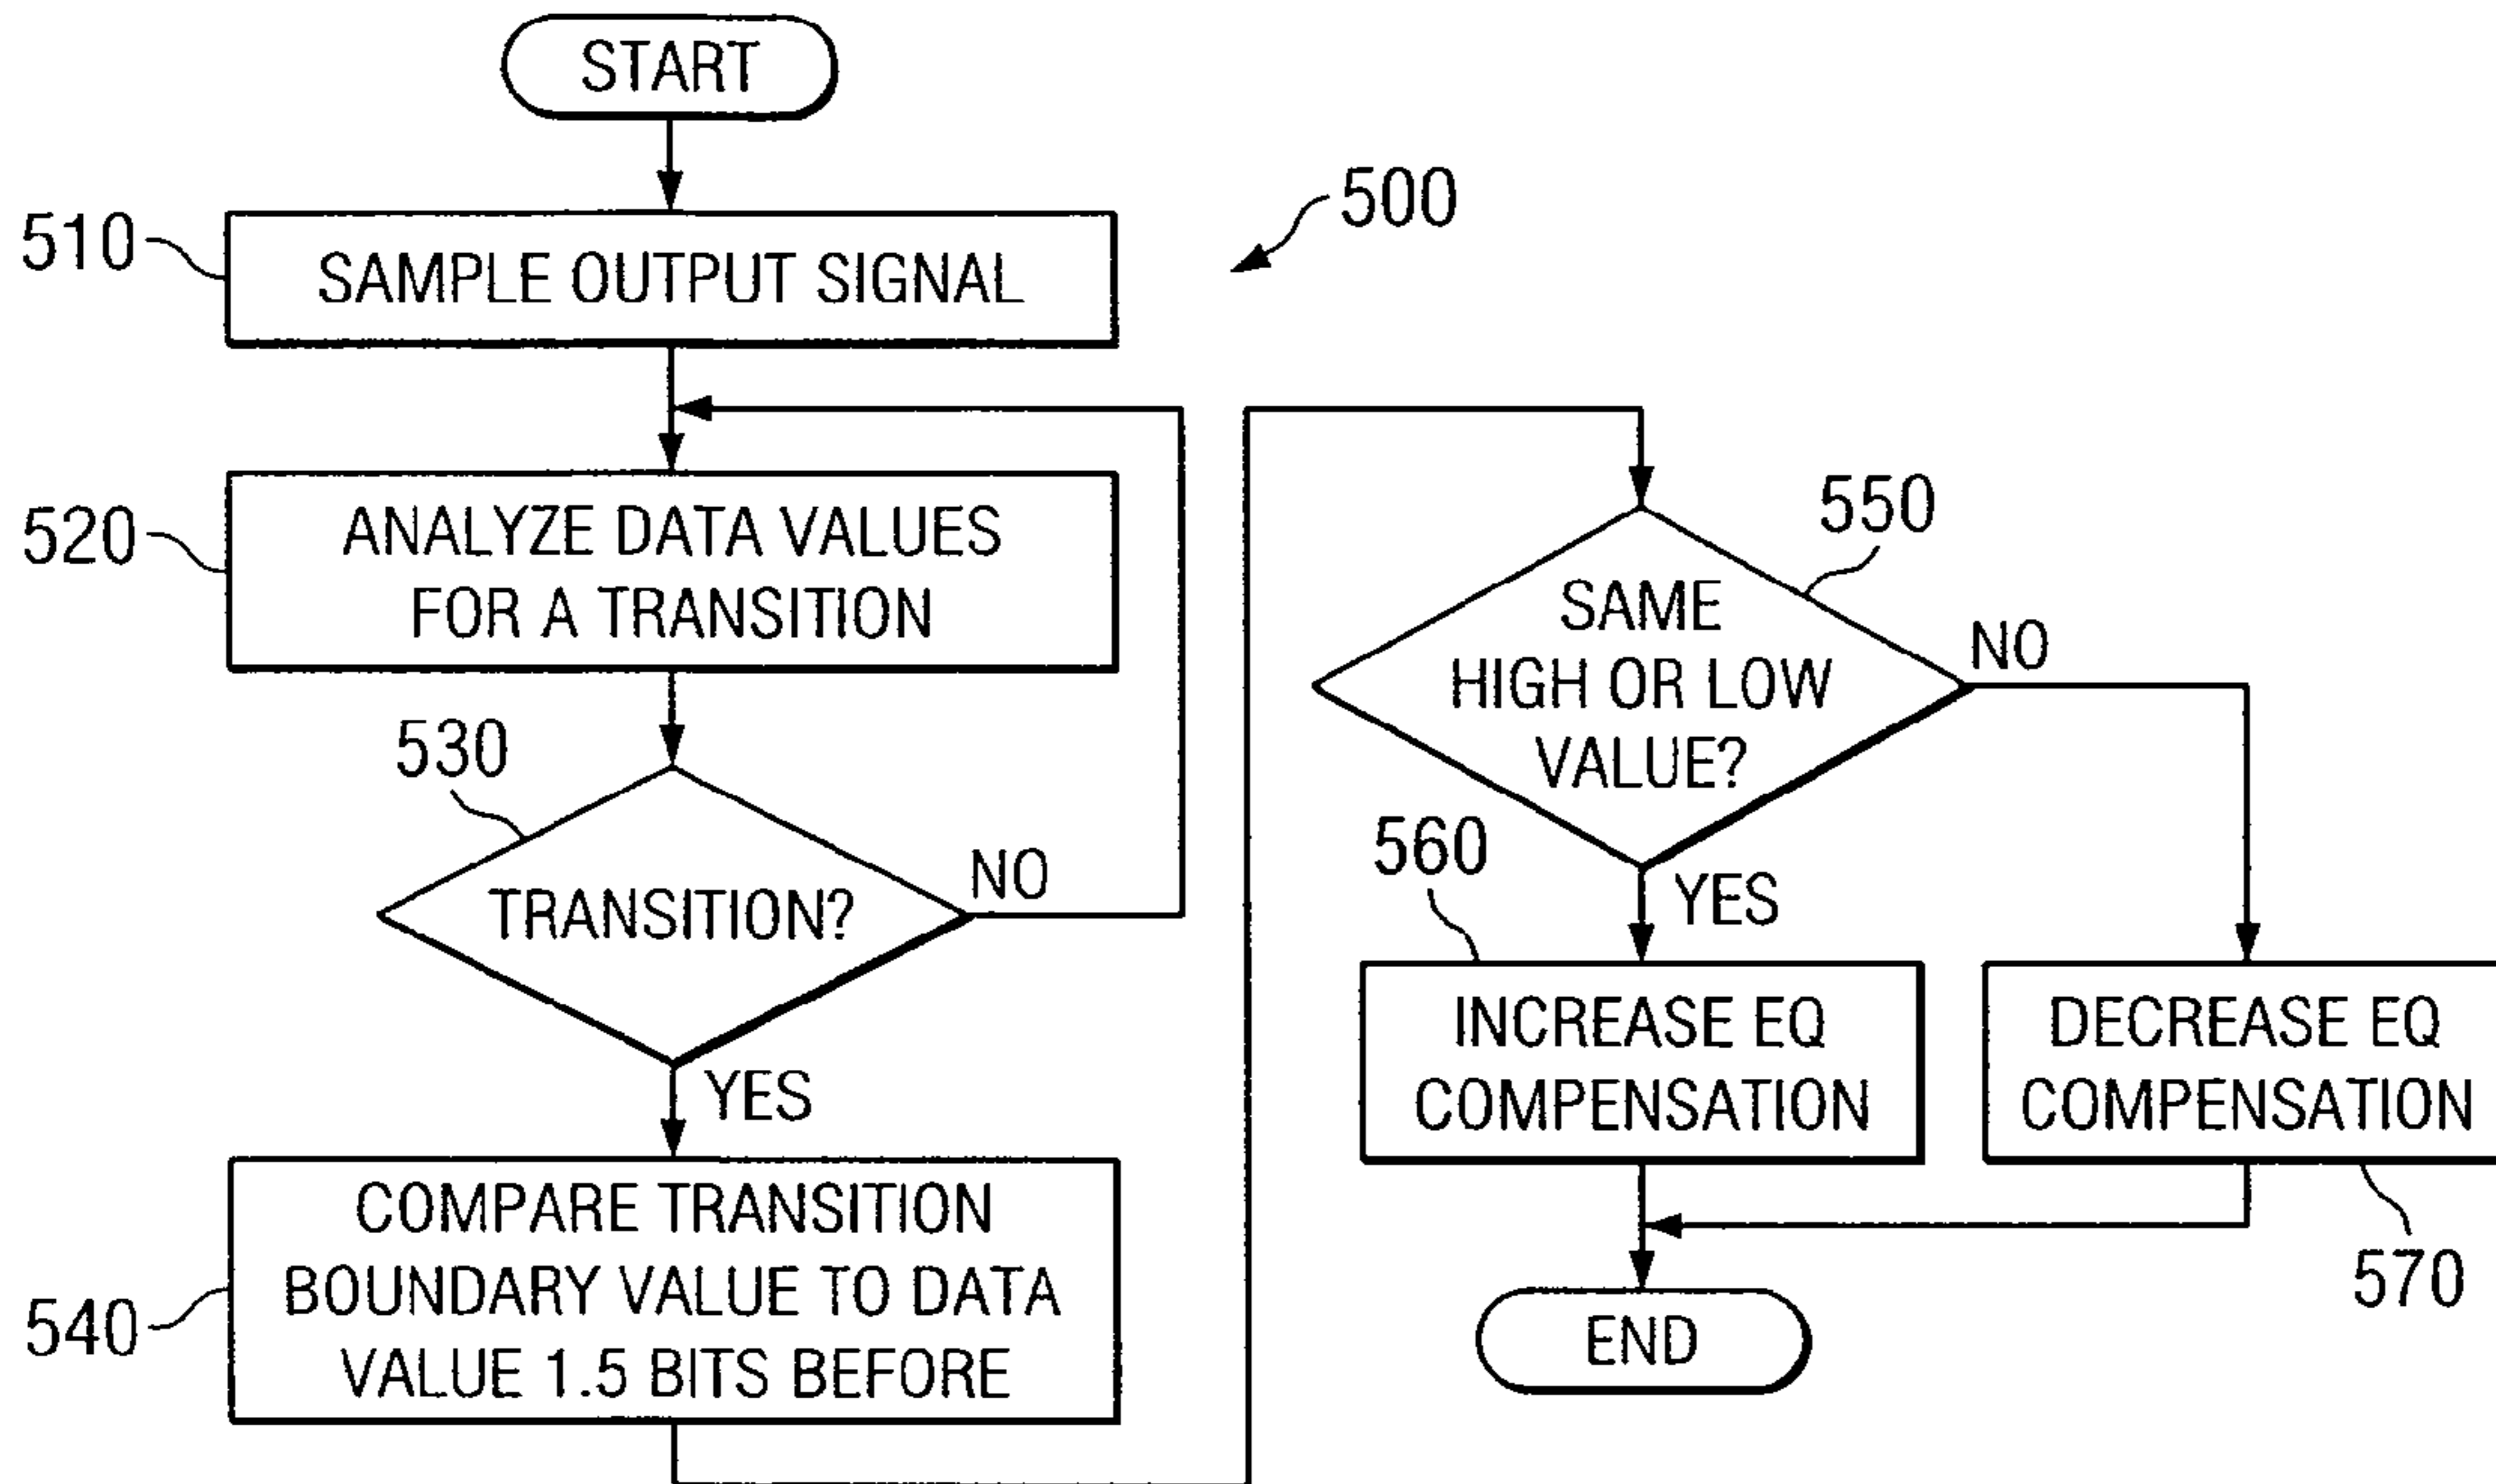 START
500
510
SAMPLE OUTPUT SIGNAL
520
ANALYZE DATA VALUES
FOR A TRANSITION
530
TRANSITION?
NO
YES
540
COMPARE TRANSITION
BOUNDARY VALUE TO DATA
VALUE 1.5 BITS BEFORE
550
SAME
HIGH OR LOW
VALUE?
NO
YES
560
INCREASE EQ
COMPENSATION
DECREASE EQ
COMPENSATION
570
END